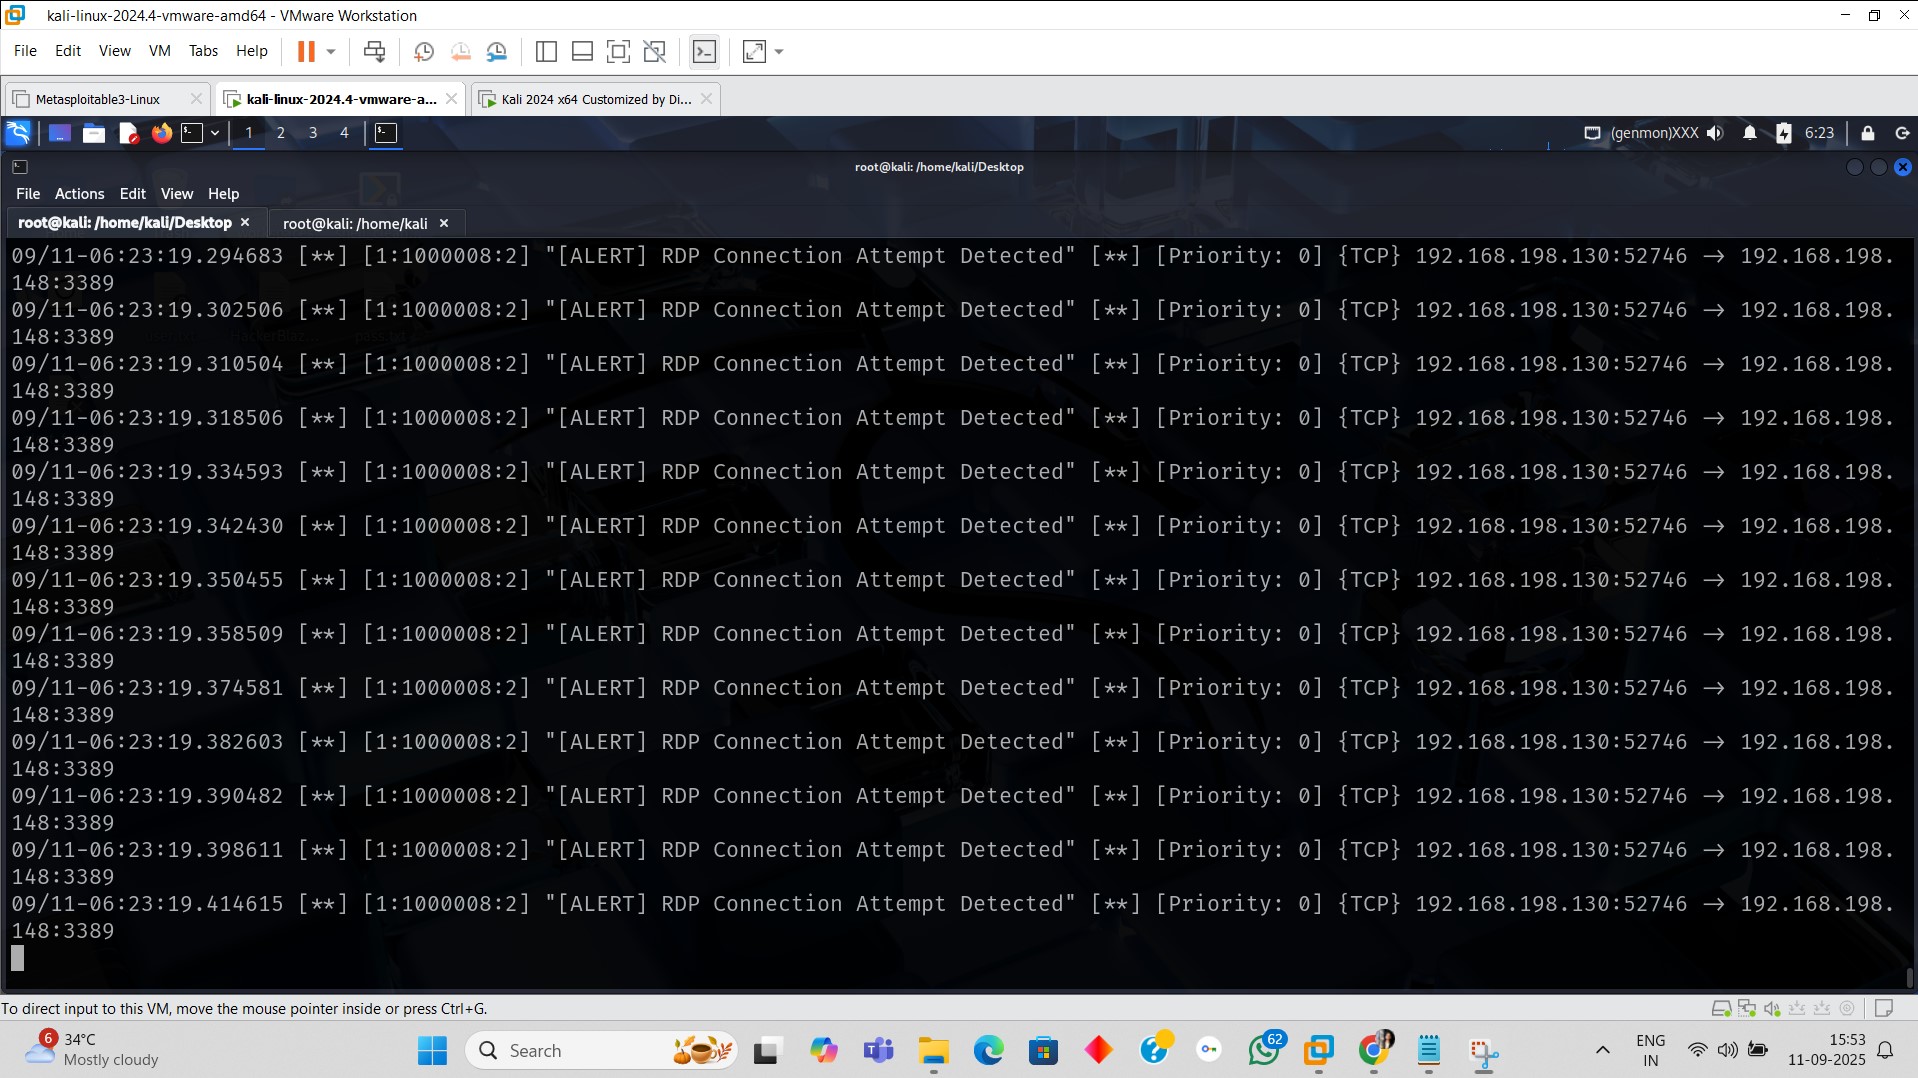 kali-linux-2024.4-vmware-amd64 - VMware Workstation
File Edit View VM Tabs Help
Metasploitable3-Linux
kali-linux-2024.4-vmware-a...
Kali 2024 x64 Customized by Di...
1 2 3 4
(genmon)XXX 6:23
root@kali: /home/kali/Desktop
File Actions Edit View Help
root@kali: /home/kali/Desktop
root@kali: /home/kali
09/11-06:23:19.294683 [**] [1:1000008:2] "[ALERT] RDP Connection Attempt Detected" [**] [Priority: 0] {TCP} 192.168.198.130:52746 → 192.168.198.
148:3389
09/11-06:23:19.302506 [**] [1:1000008:2] "[ALERT] RDP Connection Attempt Detected" [**] [Priority: 0] {TCP} 192.168.198.130:52746 → 192.168.198.
148:3389
09/11-06:23:19.310504 [**] [1:1000008:2] "[ALERT] RDP Connection Attempt Detected" [**] [Priority: 0] {TCP} 192.168.198.130:52746 → 192.168.198.
148:3389
09/11-06:23:19.318506 [**] [1:1000008:2] "[ALERT] RDP Connection Attempt Detected" [**] [Priority: 0] {TCP} 192.168.198.130:52746 → 192.168.198.
148:3389
09/11-06:23:19.334593 [**] [1:1000008:2] "[ALERT] RDP Connection Attempt Detected" [**] [Priority: 0] {TCP} 192.168.198.130:52746 → 192.168.198.
148:3389
09/11-06:23:19.342430 [**] [1:1000008:2] "[ALERT] RDP Connection Attempt Detected" [**] [Priority: 0] {TCP} 192.168.198.130:52746 → 192.168.198.
148:3389
09/11-06:23:19.350455 [**] [1:1000008:2] "[ALERT] RDP Connection Attempt Detected" [**] [Priority: 0] {TCP} 192.168.198.130:52746 → 192.168.198.
148:3389
09/11-06:23:19.358509 [**] [1:1000008:2] "[ALERT] RDP Connection Attempt Detected" [**] [Priority: 0] {TCP} 192.168.198.130:52746 → 192.168.198.
148:3389
09/11-06:23:19.374581 [**] [1:1000008:2] "[ALERT] RDP Connection Attempt Detected" [**] [Priority: 0] {TCP} 192.168.198.130:52746 → 192.168.198.
148:3389
09/11-06:23:19.382603 [**] [1:1000008:2] "[ALERT] RDP Connection Attempt Detected" [**] [Priority: 0] {TCP} 192.168.198.130:52746 → 192.168.198.
148:3389
09/11-06:23:19.390482 [**] [1:1000008:2] "[ALERT] RDP Connection Attempt Detected" [**] [Priority: 0] {TCP} 192.168.198.130:52746 → 192.168.198.
148:3389
09/11-06:23:19.398611 [**] [1:1000008:2] "[ALERT] RDP Connection Attempt Detected" [**] [Priority: 0] {TCP} 192.168.198.130:52746 → 192.168.198.
148:3389
09/11-06:23:19.414615 [**] [1:1000008:2] "[ALERT] RDP Connection Attempt Detected" [**] [Priority: 0] {TCP} 192.168.198.130:52746 → 192.168.198.
148:3389
To direct input to this VM, move the mouse pointer inside or press Ctrl+G.
6
34°C
Mostly cloudy
Search
62
ENG
IN
15:53
11-09-2025